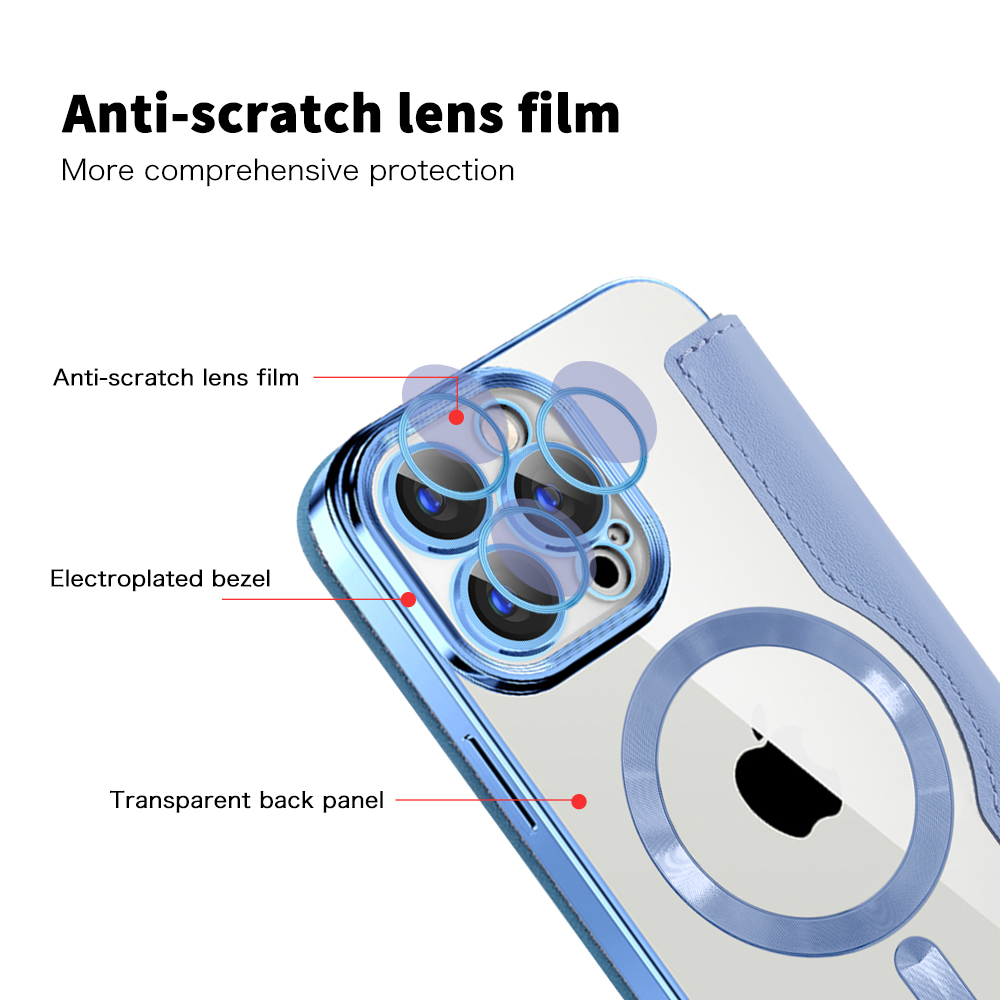 Anti-scratch lens film
More comprehensive protection
Anti-scratch lens film
Electroplated bezel
Transparent back panel